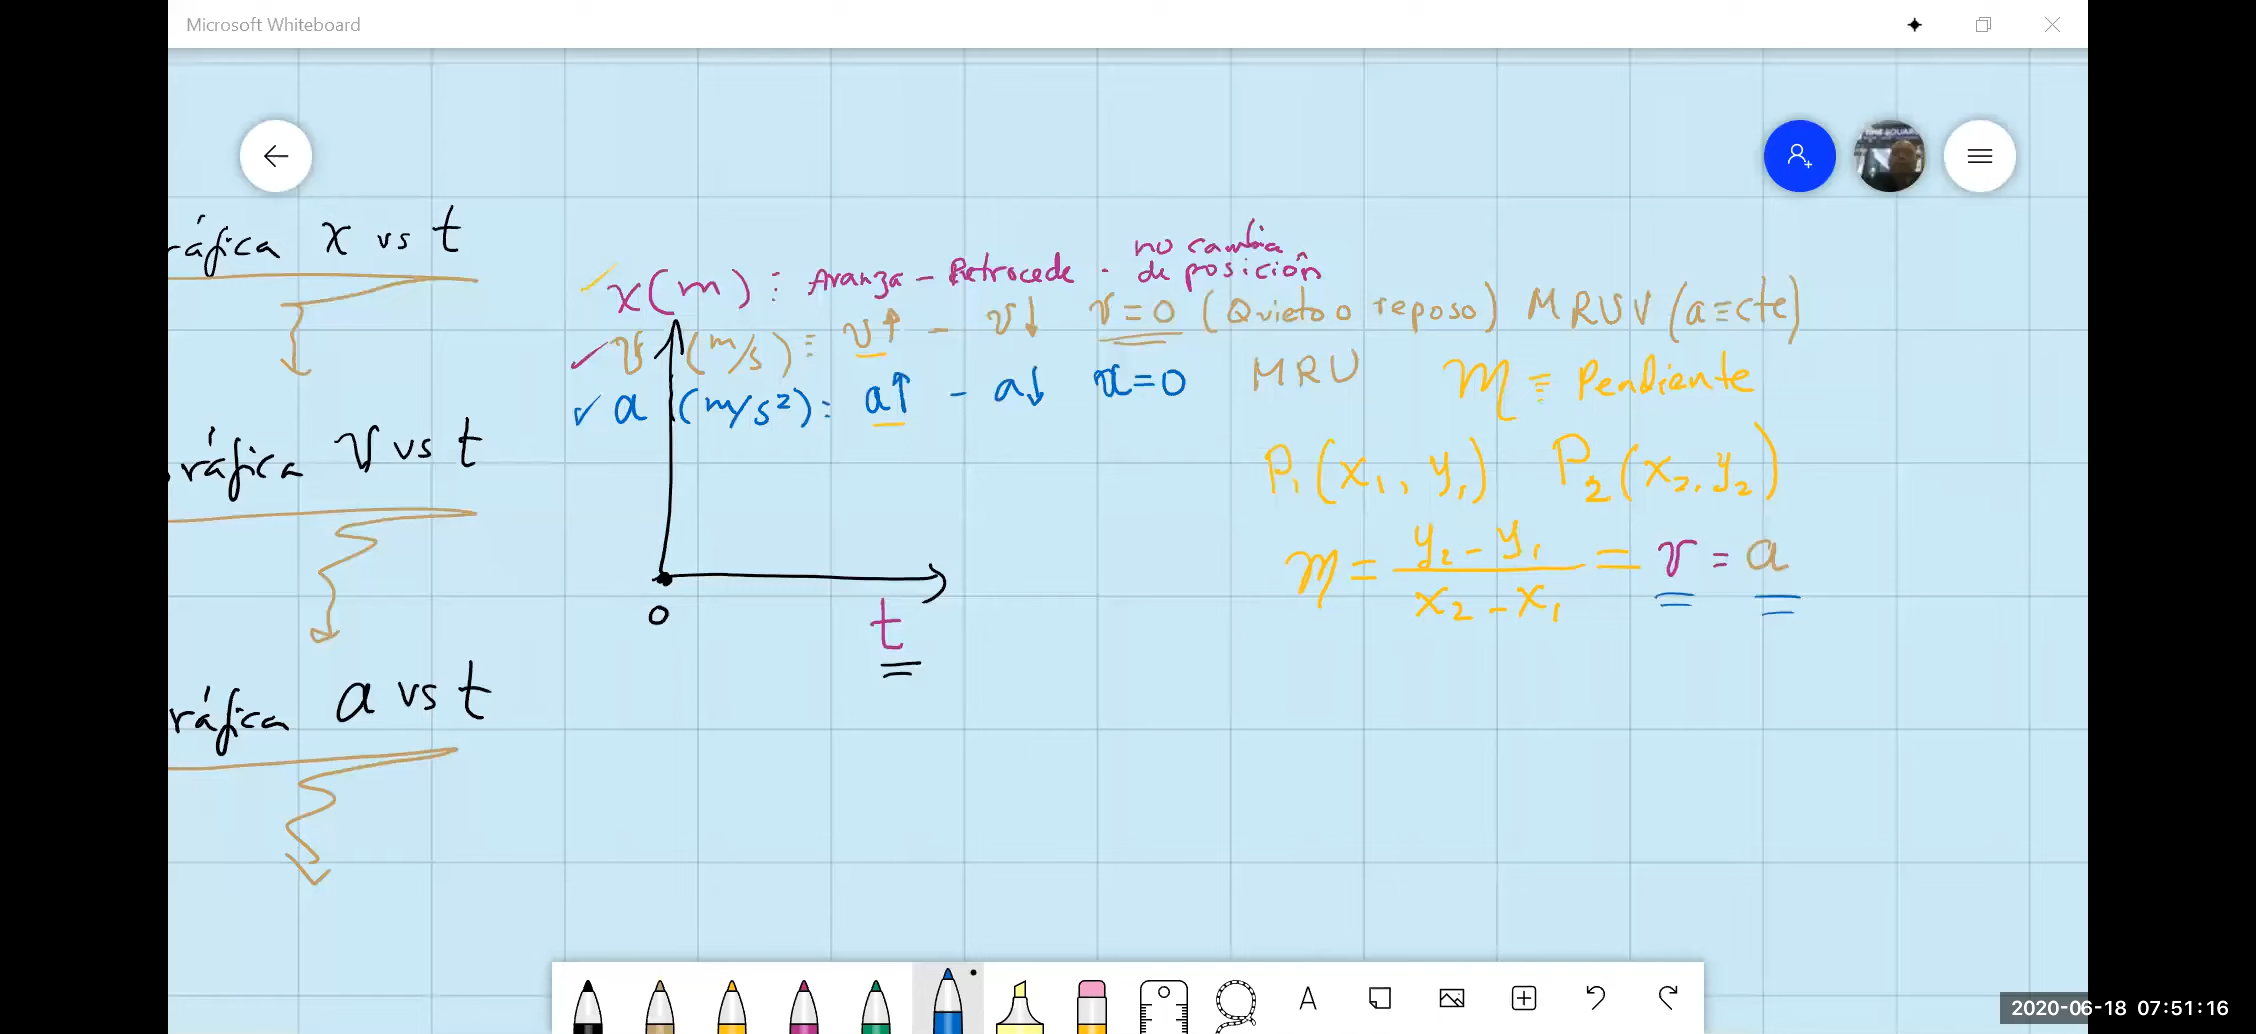 Microsoft Whiteboard
ráfica x vs t
x(m) : Avanza - Retrocede - no cambia
de posición
v (m/s) ≡ v↑ - v↓ v=0 (Quieto o reposo) MRUV (a=cte)
a (m/s²) : a↑ - a↓ a=0 MRU m ≡ Pendiente
ráfica v vs t
P₁(x₁, y₁) P₂(x₂, y₂)
m = y₂-y₁ / x₂-x₁ = v = a
0
t
ráfica a vs t
A
2020-06-18 07:51:16